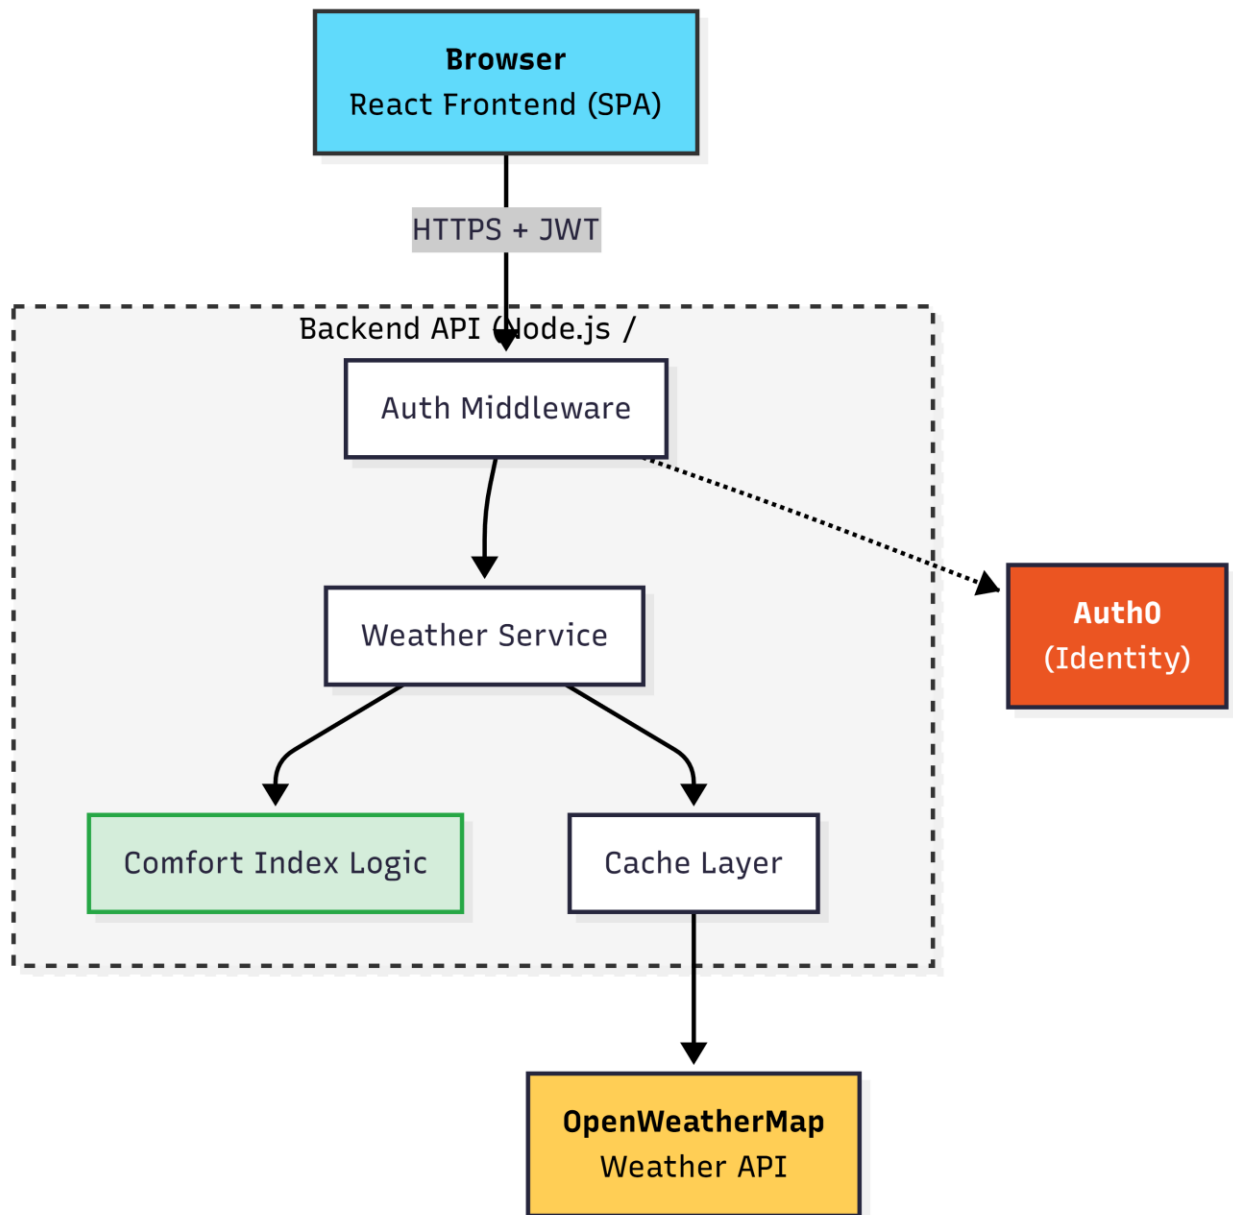 Browser
React Frontend (SPA)
HTTPS + JWT
Backend API (Node.js /
Auth Middleware
Weather Service
Auth0
(Identity)
Comfort Index Logic
Cache Layer
OpenWeatherMap
Weather API